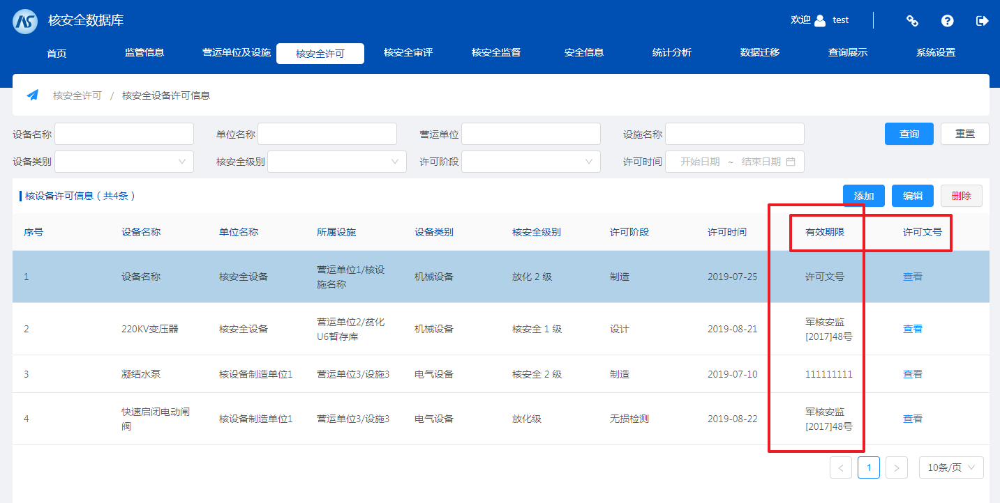 核安全数据库
欢迎 test
首页 监管信息 营运单位及设施 核安全许可 核安全审评 核安全监督 安全信息 统计分析 数据迁移 查询展示 系统设置
核安全许可 / 核安全设备许可信息
设备名称 单位名称 营运单位 设施名称 查询 重置
设备类别 核安全级别 许可阶段 许可时间 开始日期 ~ 结束日期
核设备许可信息（共4条） 添加 编辑 删除
序号 设备名称 单位名称 所属设施 设备类别 核安全级别 许可阶段 许可时间 有效期限 许可文号
1 设备名称 核安全设备 营运单位1/核设 机械设备 放化 2 级 制造 2019-07-25 许可文号 查看
施名称
2 220KV变压器 核安全设备 营运单位2/贫化 机械设备 核安全 1 级 设计 2019-08-21 军核安监 查看
U6暂存库 [2017]48号
3 凝结水泵 核设备制造单位1 营运单位3/设施3 电气设备 核安全 2 级 制造 2019-07-10 111111111 查看
4 快速启闭电动闸 核设备制造单位1 营运单位3/设施3 电气设备 放化级 无损检测 2019-08-22 军核安监 查看
阀 [2017]48号
< 1 > 10条/页